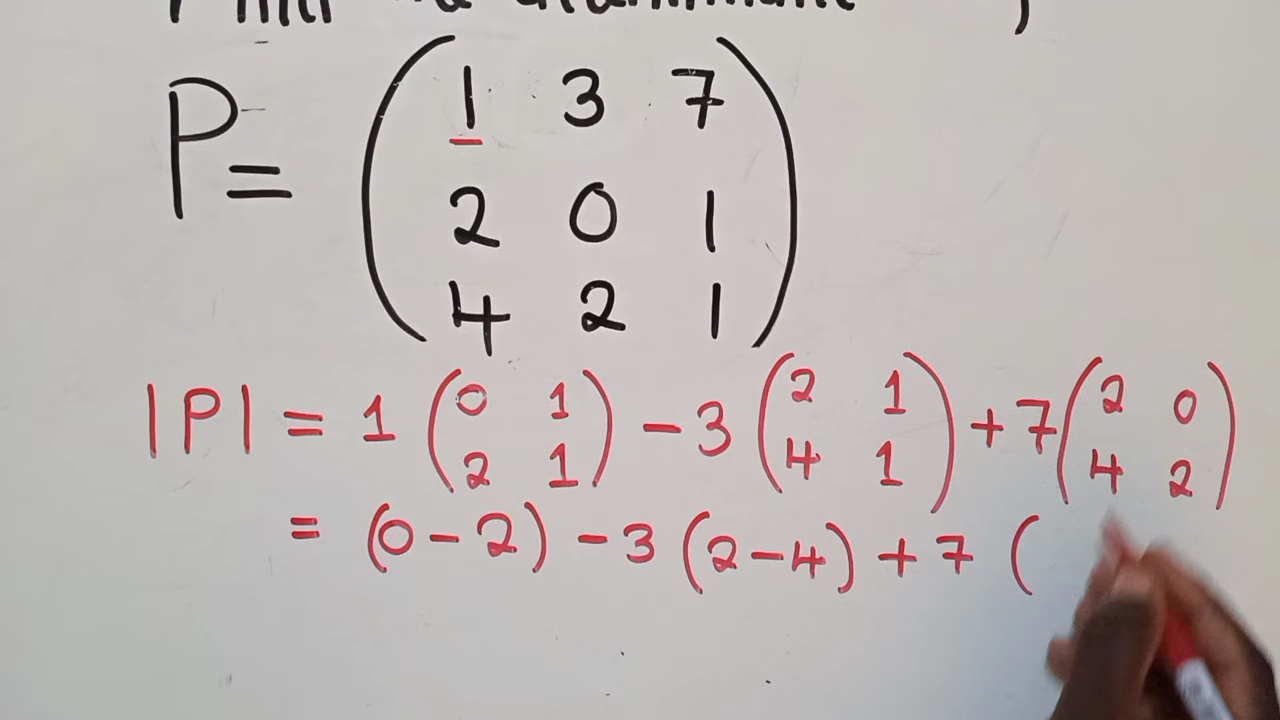 the
P = ( 1 3 7
2 0 1
4 2 1 )
|P| = 1 ( 0 1 ) - 3 ( 2 1 ) + 7 ( 2 0 )
( 2 1 ) ( 4 1 ) ( 4 2 )
= (0 - 2) - 3 (2 - 4) + 7 (